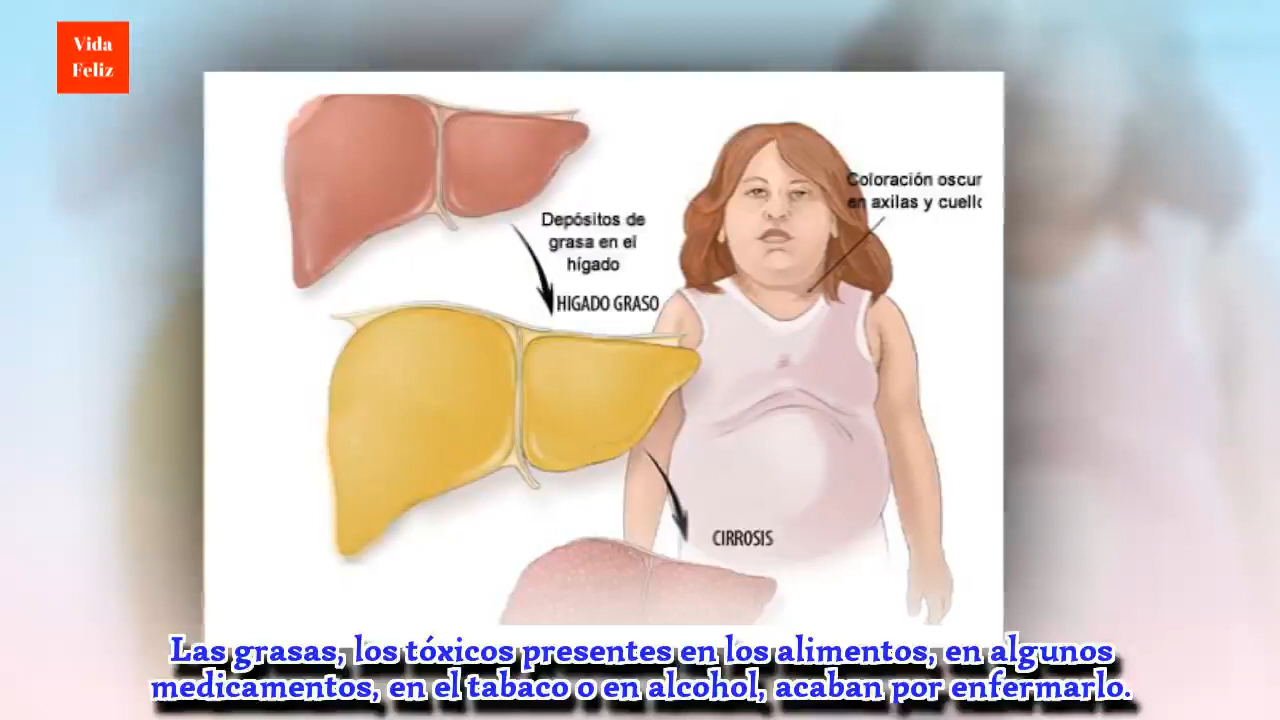 Vida
Feliz
Coloración oscur
en axilas y cuell
Depósitos de
grasa en el
hígado
HIGADO GRASO
CIRROSIS
Las grasas, los tóxicos presentes en los alimentos, en algunos
medicamentos, en el tabaco o en alcohol, acaban por enfermarlo.